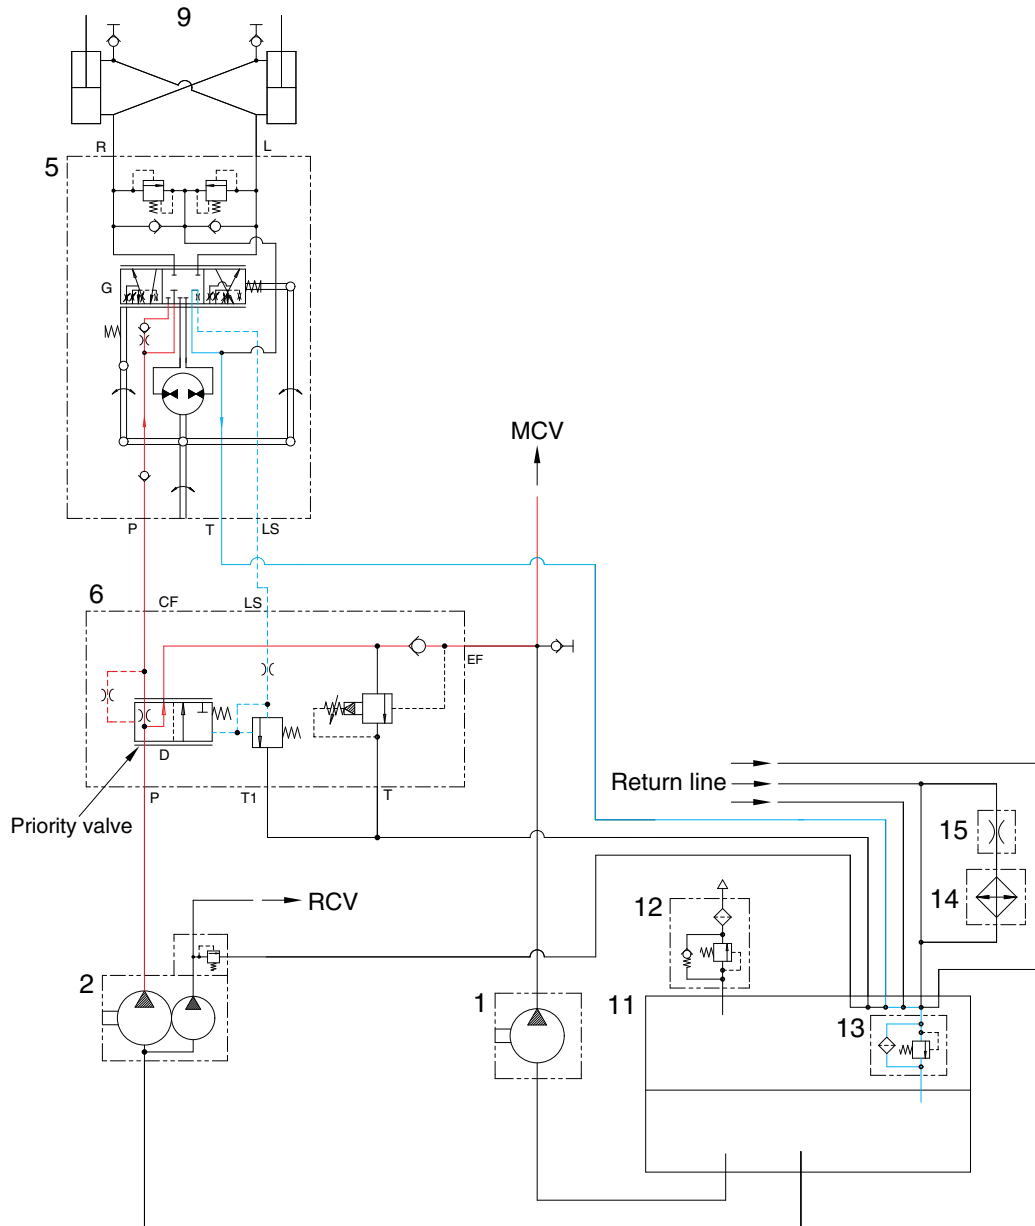 9
R
L
5
G
P
T
LS
MCV
6
CF
LS
EF
D
P
T1
T
Priority valve
Return line
15
14
RCV
12
2
1
11
13